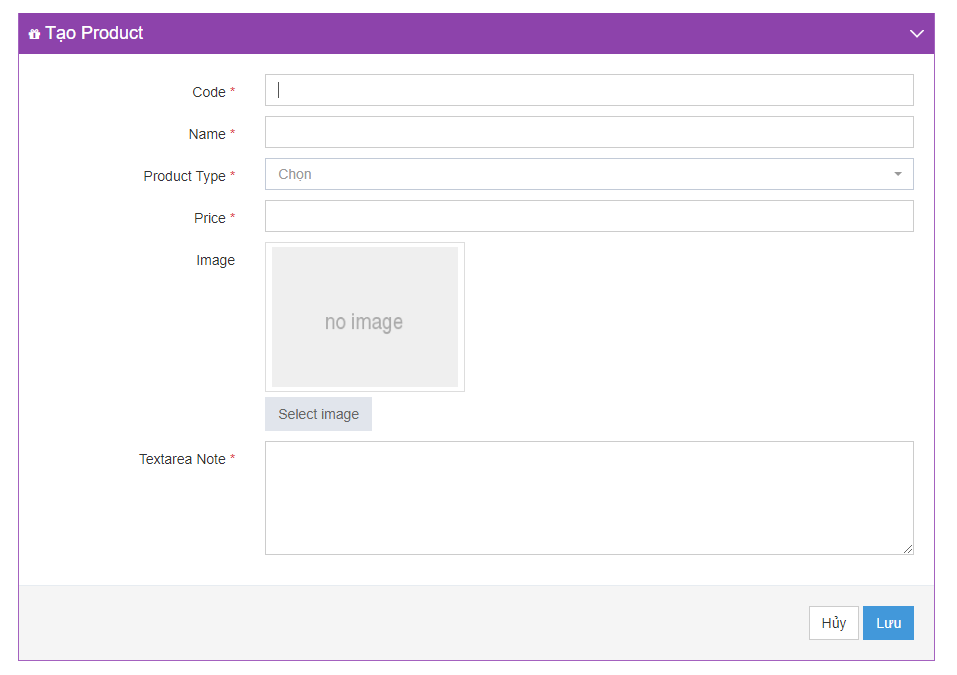 Tạo Product
Code *
Name *
Product Type * Chọn
Price *
Image
no image
Select image
Textarea Note *
Hủy Lưu